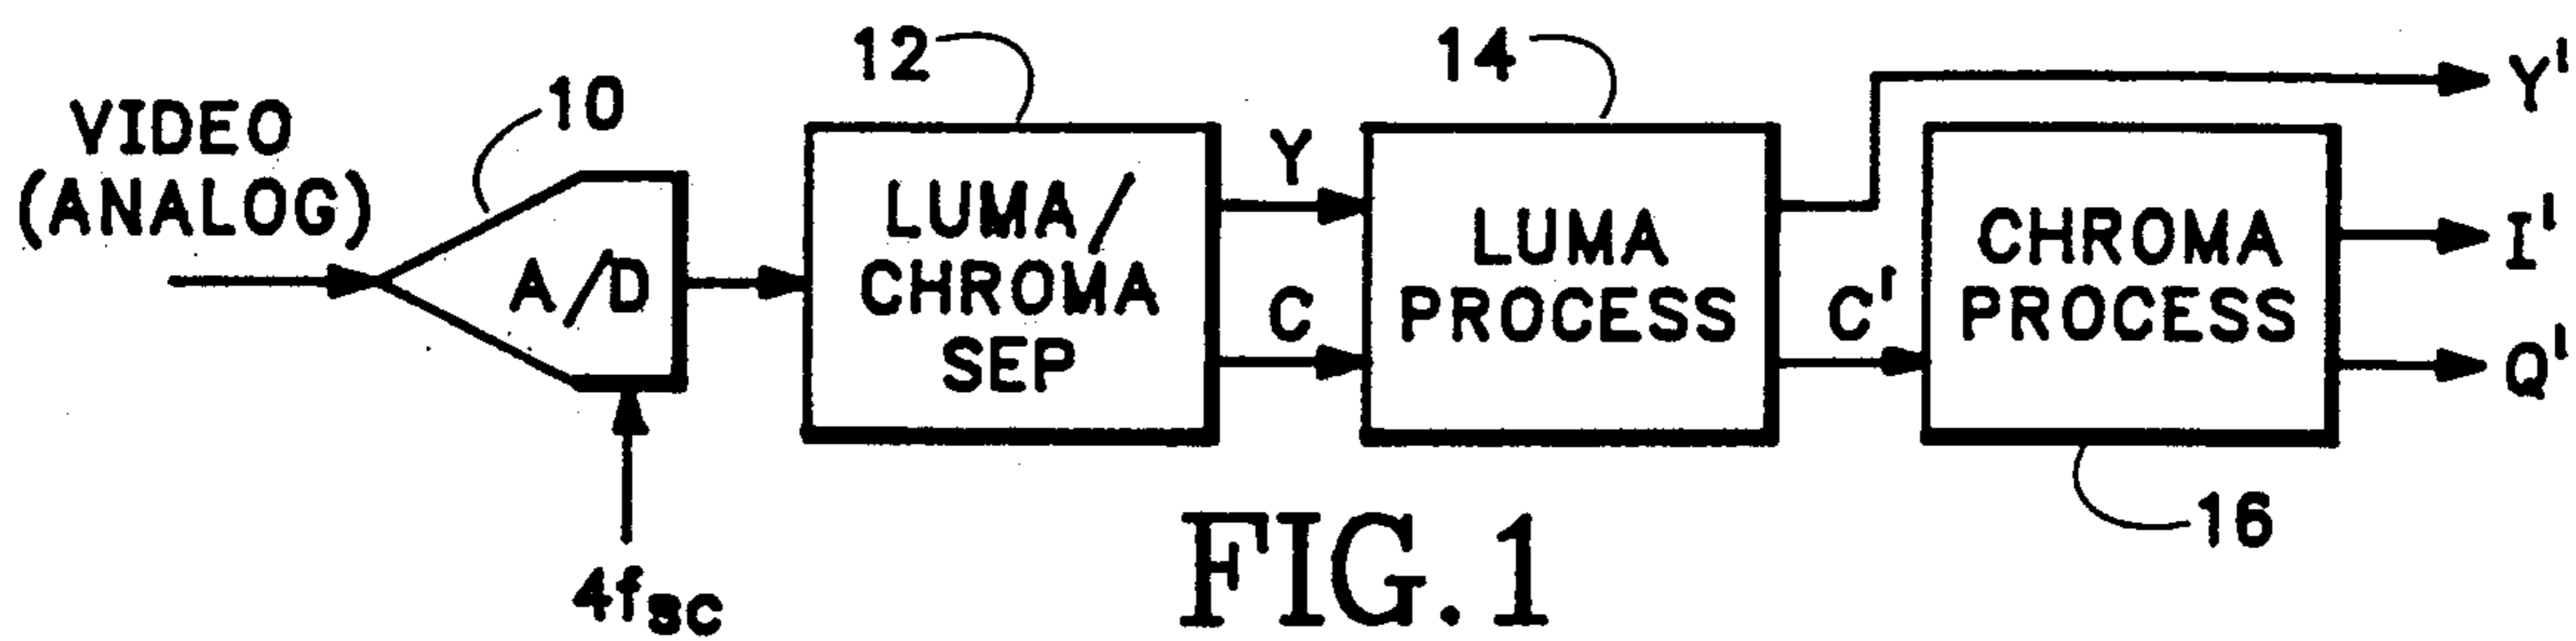 VIDEO
(ANALOG)
10
A/D
4fSC
12
LUMA/
CHROMA
SEP
Y
C
14
LUMA
PROCESS
C'
CHROMA
PROCESS
16
Y'
I'
Q'
FIG.1